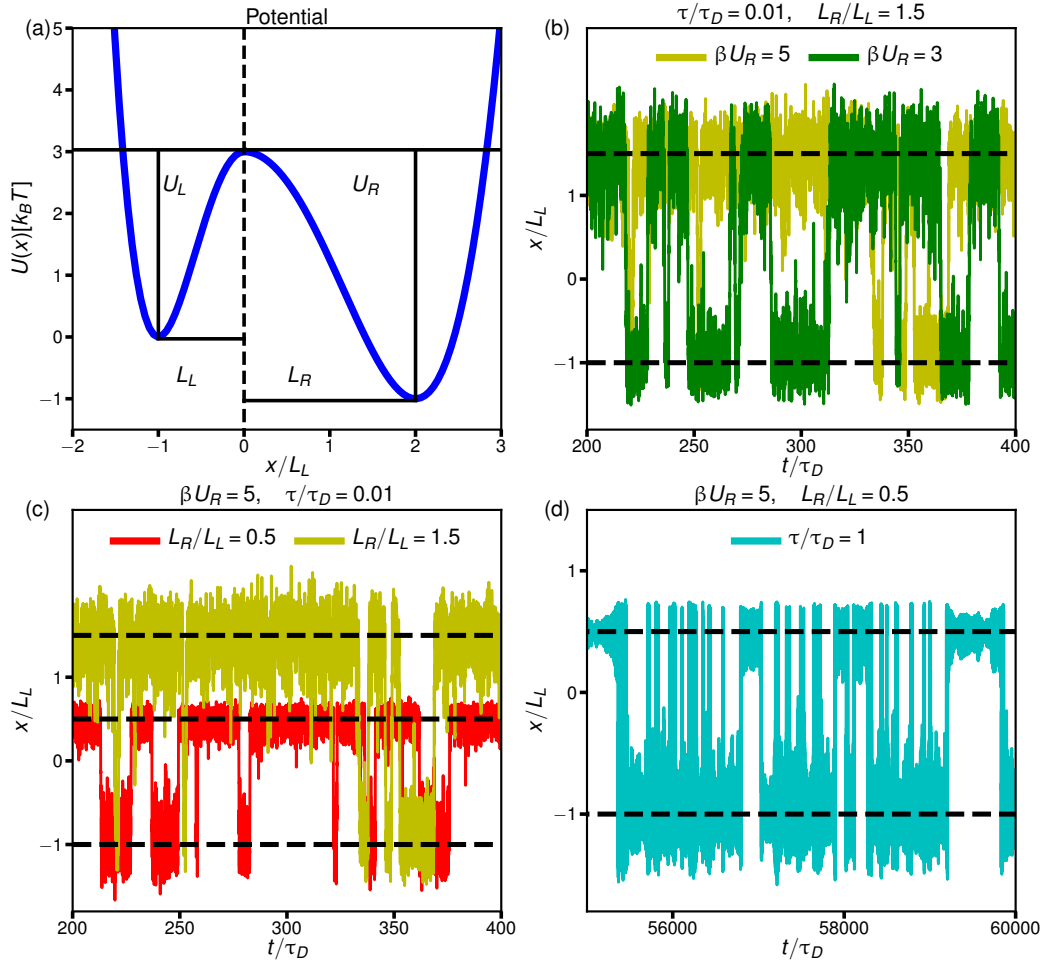 Potential
(a)
U(x)[k_BT]
5
4
3
2
1
0
−1
U_L
U_R
L_L
L_R
−2 −1 0 1 2 3
x/L_L
τ/τ_D = 0.01, L_R/L_L = 1.5
(b)
βU_R = 5 βU_R = 3
x/L_L
1
0
−1
200 250 300 350 400
t/τ_D
βU_R = 5, τ/τ_D = 0.01
(c)
L_R/L_L = 0.5 L_R/L_L = 1.5
x/L_L
1
0
−1
200 250 300 350 400
t/τ_D
βU_R = 5, L_R/L_L = 0.5
(d)
τ/τ_D = 1
x/L_L
1
0
−1
56000 58000 60000
t/τ_D